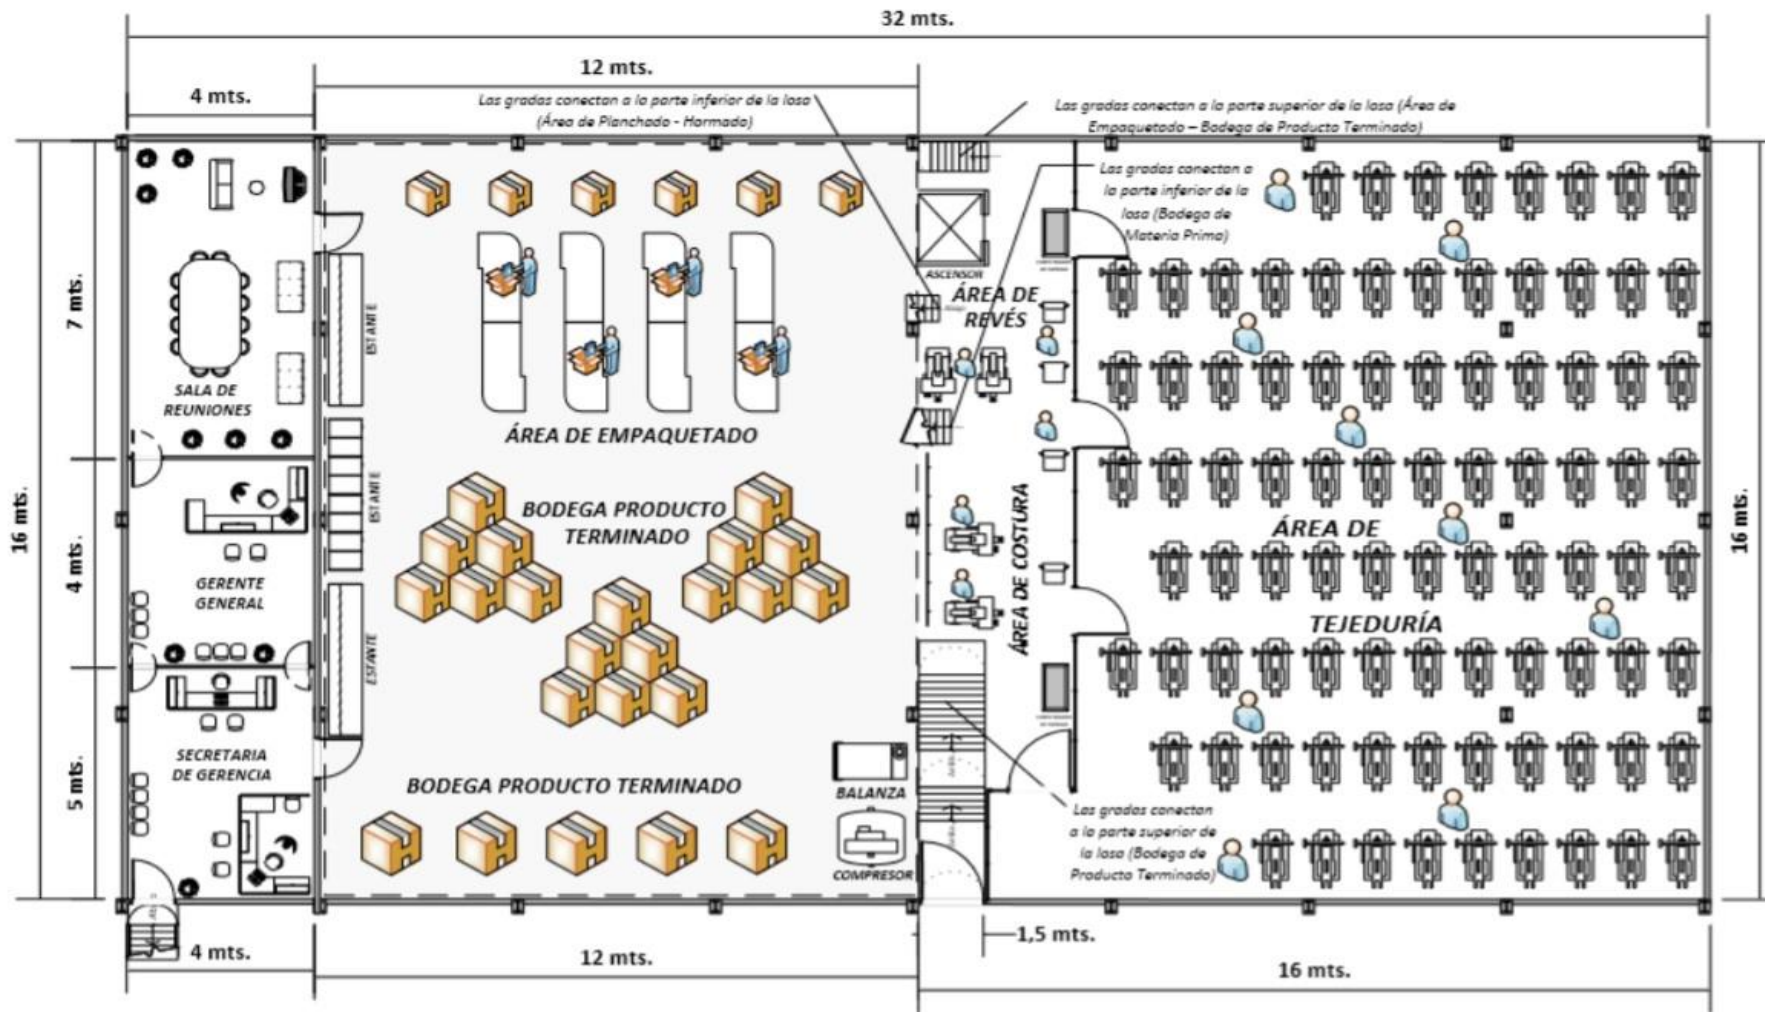 32 mts.
12 mts.
4 mts.
Las gradas conectan a la parte inferior de la losa
(Área de Planchado - Hormado)
Las gradas conectan a la parte superior de la losa (Área de
Empaquetado – Bodega de Producto Terminado)
Las gradas conectan a
la parte inferior de la
losa (Bodega de
Materia Prima)
16 mts.
7 mts.
4 mts.
5 mts.
SALA DE
REUNIONES
GERENTE
GENERAL
SECRETARIA
DE GERENCIA
ESTANTE
ESTANTE
ESTANTE
ÁREA DE EMPAQUETADO
BODEGA PRODUCTO
TERMINADO
BODEGA PRODUCTO TERMINADO
BALANZA
COMPRESOR
ASCENSOR
ÁREA DE
REVÉS
ÁREA DE COSTURA
ÁREA DE
TEJEDURÍA
Las gradas conectan
a la parte superior de
la losa (Bodega de
Producto Terminado)
16 mts.
4 mts.
12 mts.
1,5 mts.
16 mts.